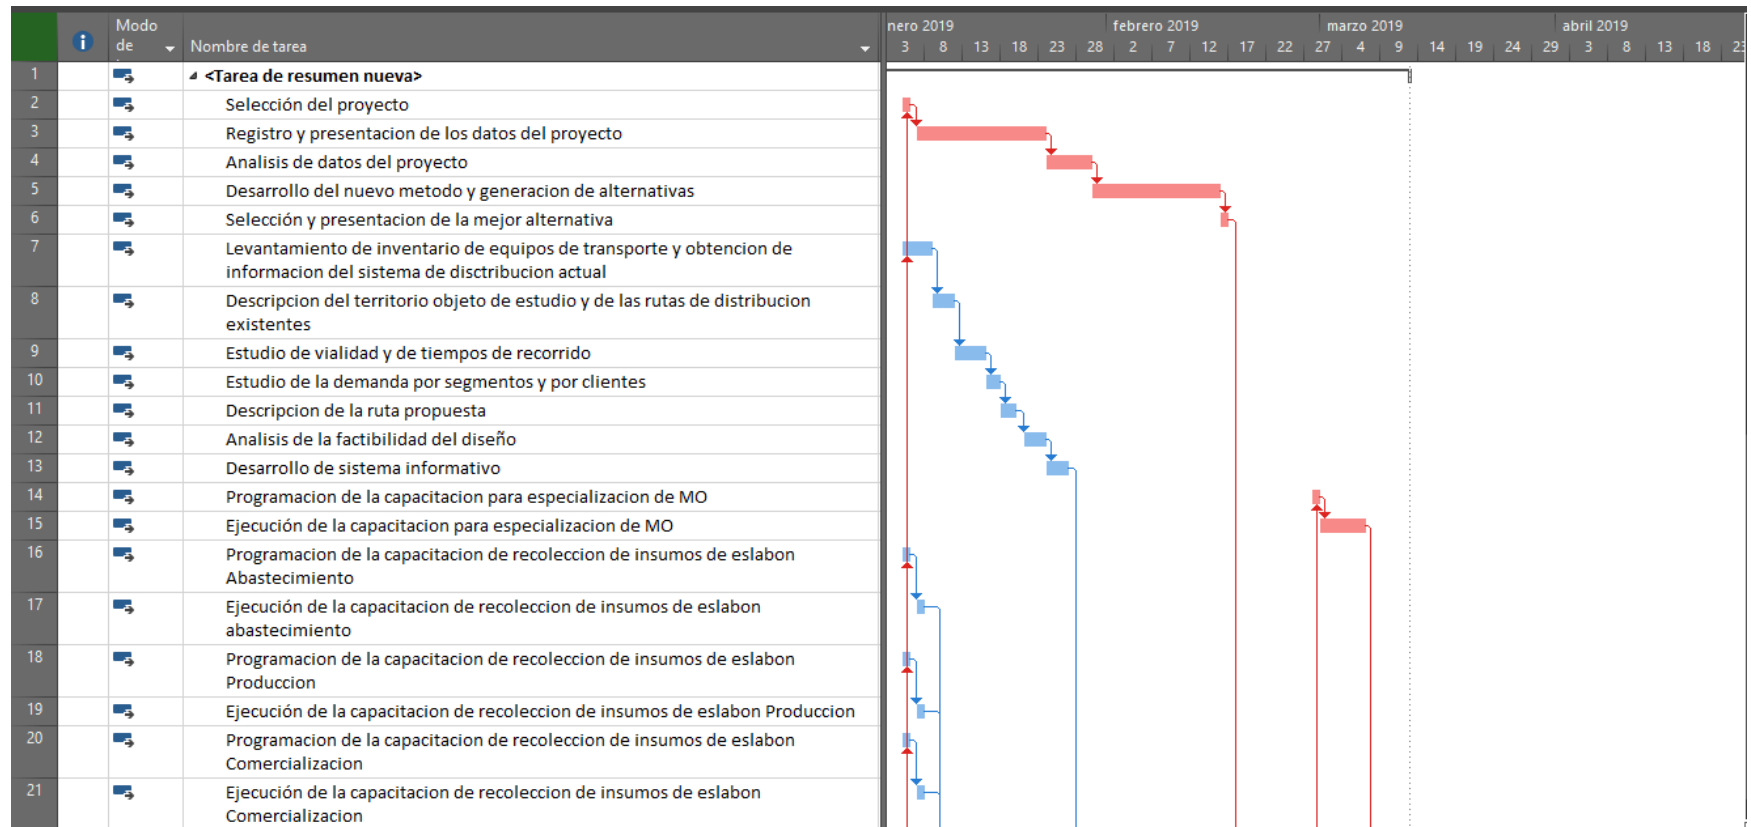 Modo
de
Nombre de tarea
nero 2019 febrero 2019 marzo 2019 abril 2019
3 8 13 18 23 28 2 7 12 17 22 27 4 9 14 19 24 29 3 8 13 18 23
1 <Tarea de resumen nueva>
2 Selección del proyecto
3 Registro y presentacion de los datos del proyecto
4 Analisis de datos del proyecto
5 Desarrollo del nuevo metodo y generacion de alternativas
6 Selección y presentacion de la mejor alternativa
7 Levantamiento de inventario de equipos de transporte y obtencion de
informacion del sistema de disctribucion actual
8 Descripcion del territorio objeto de estudio y de las rutas de distribucion
existentes
9 Estudio de vialidad y de tiempos de recorrido
10 Estudio de la demanda por segmentos y por clientes
11 Descripcion de la ruta propuesta
12 Analisis de la factibilidad del diseño
13 Desarrollo de sistema informativo
14 Programacion de la capacitacion para especializacion de MO
15 Ejecución de la capacitacion para especializacion de MO
16 Programacion de la capacitacion de recoleccion de insumos de eslabon
Abastecimiento
17 Ejecución de la capacitacion de recoleccion de insumos de eslabon
abastecimiento
18 Programacion de la capacitacion de recoleccion de insumos de eslabon
Produccion
19 Ejecución de la capacitacion de recoleccion de insumos de eslabon Produccion
20 Programacion de la capacitacion de recoleccion de insumos de eslabon
Comercializacion
21 Ejecución de la capacitacion de recoleccion de insumos de eslabon
Comercializacion